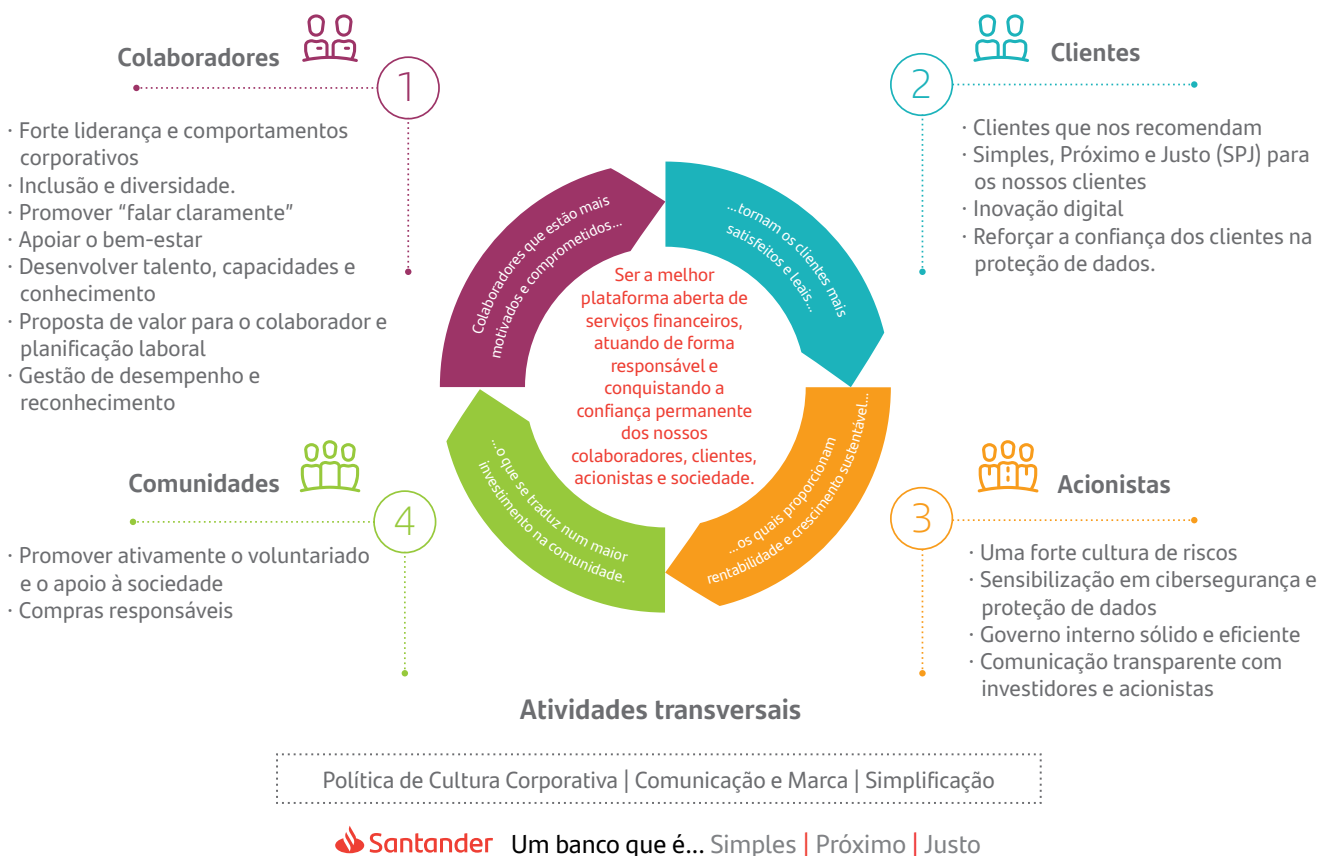 Colaboradores
1
· Forte liderança e comportamentos
corporativos
· Inclusão e diversidade.
· Promover “falar claramente”
· Apoiar o bem-estar
· Desenvolver talento, capacidades e
conhecimento
· Proposta de valor para o colaborador e
planificação laboral
· Gestão de desempenho e
reconhecimento
2
Clientes
· Clientes que nos recomendam
· Simples, Próximo e Justo (SPJ) para
os nossos clientes
· Inovação digital
· Reforçar a confiança dos clientes na
proteção de dados.
Colaboradores que estão mais
motivados e comprometidos...
...tornam os clientes mais
satisfeitos e leais...
Ser a melhor
plataforma aberta de
serviços financeiros,
atuando de forma
responsável e
conquistando a
confiança permanente
dos nossos
colaboradores, clientes,
acionistas e sociedade.
...os quais proporcionam
rentabilidade e crescimento sustentável...
...o que se traduz num maior
investimento na comunidade.
3
Acionistas
· Uma forte cultura de riscos
· Sensibilização em cibersegurança e
proteção de dados
· Governo interno sólido e eficiente
· Comunicação transparente com
investidores e acionistas
Comunidades
4
· Promover ativamente o voluntariado
e o apoio à sociedade
· Compras responsáveis
Atividades transversais
Política de Cultura Corporativa | Comunicação e Marca | Simplificação
Santander Um banco que é... Simples | Próximo | Justo